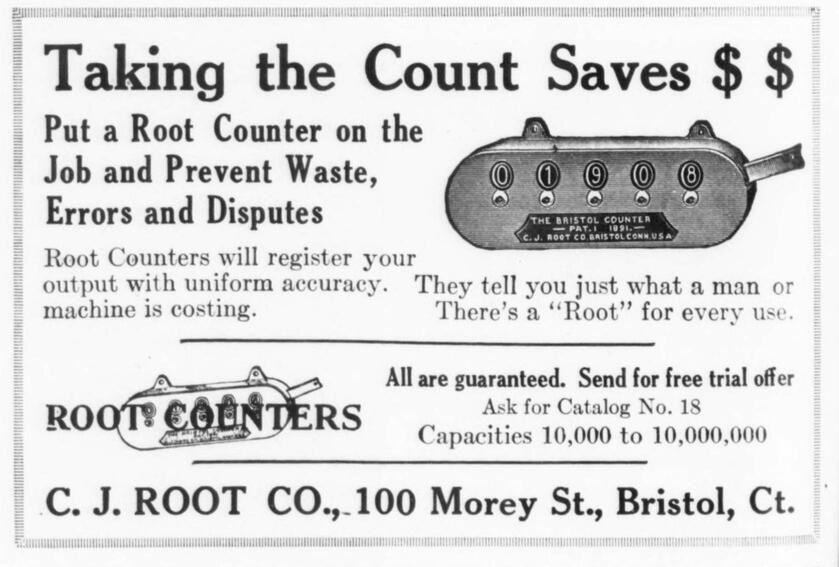 Taking the Count Saves $ $
Put a Root Counter on the
Job and Prevent Waste,
Errors and Disputes
0 1 9 0 8
THE BRISTOL COUNTER
PAT. 1891.
C. J. ROOT CO. BRISTOL, CONN. U.S.A
Root Counters will register your
output with uniform accuracy. They tell you just what a man or
machine is costing. There's a "Root" for every use.
ROOT COUNTERS
All are guaranteed. Send for free trial offer
Ask for Catalog No. 18
Capacities 10,000 to 10,000,000
C. J. ROOT CO., 100 Morey St., Bristol, Ct.